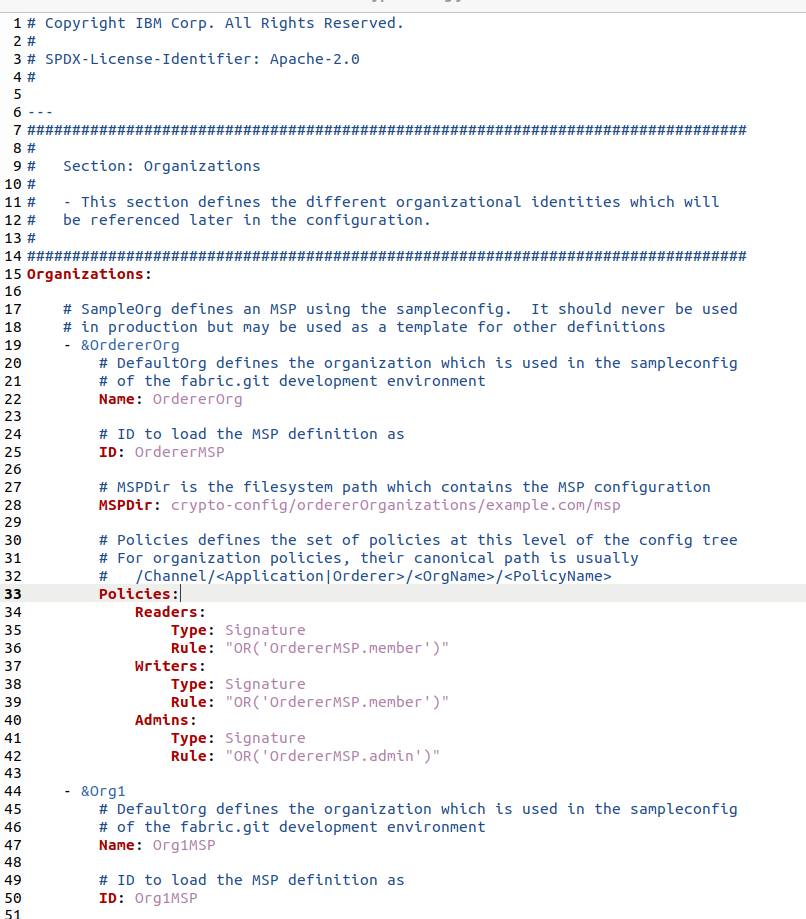 1 # Copyright IBM Corp. All Rights Reserved.
2 #
3 # SPDX-License-Identifier: Apache-2.0
4 #
5
6 ---
7 ################################################################################
8 #
9 #   Section: Organizations
10 #
11 #   - This section defines the different organizational identities which will
12 #   be referenced later in the configuration.
13 #
14 ################################################################################
15 Organizations:
16
17     # SampleOrg defines an MSP using the sampleconfig.  It should never be used
18     # in production but may be used as a template for other definitions
19     - &OrdererOrg
20         # DefaultOrg defines the organization which is used in the sampleconfig
21         # of the fabric.git development environment
22         Name: OrdererOrg
23
24         # ID to load the MSP definition as
25         ID: OrdererMSP
26
27         # MSPDir is the filesystem path which contains the MSP configuration
28         MSPDir: crypto-config/ordererOrganizations/example.com/msp
29
30         # Policies defines the set of policies at this level of the config tree
31         # For organization policies, their canonical path is usually
32         #   /Channel/<Application|Orderer>/<OrgName>/<PolicyName>
33         Policies:
34             Readers:
35                 Type: Signature
36                 Rule: "OR('OrdererMSP.member')"
37             Writers:
38                 Type: Signature
39                 Rule: "OR('OrdererMSP.member')"
40             Admins:
41                 Type: Signature
42                 Rule: "OR('OrdererMSP.admin')"
43
44     - &Org1
45         # DefaultOrg defines the organization which is used in the sampleconfig
46         # of the fabric.git development environment
47         Name: Org1MSP
48
49         # ID to load the MSP definition as
50         ID: Org1MSP
51